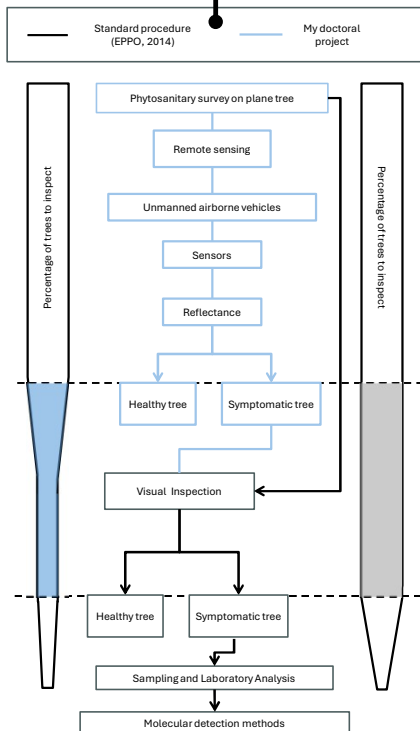 Standard procedure
(EPPO, 2014)
My doctoral
project
Percentage of trees to inspect
Phytosanitary survey on plane tree
Remote sensing
Unmanned airborne vehicles
Sensors
Reflectance
Healthy tree
Symptomatic tree
Visual Inspection
Healthy tree
Symptomatic tree
Sampling and Laboratory Analysis
Molecular detection methods
Percentage of trees to inspect